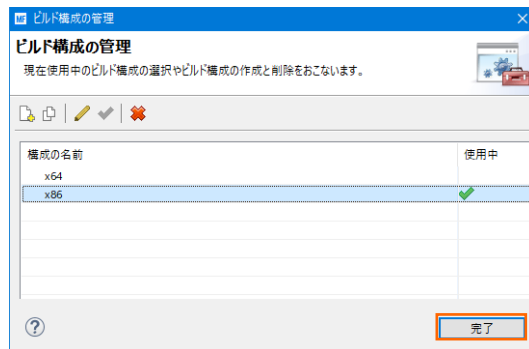 MF ビルド構成の管理
ビルド構成の管理
現在使用中のビルド構成の選択やビルド構成の作成と削除をおこないます。
構成の名前 使用中
x64
x86
? 完了